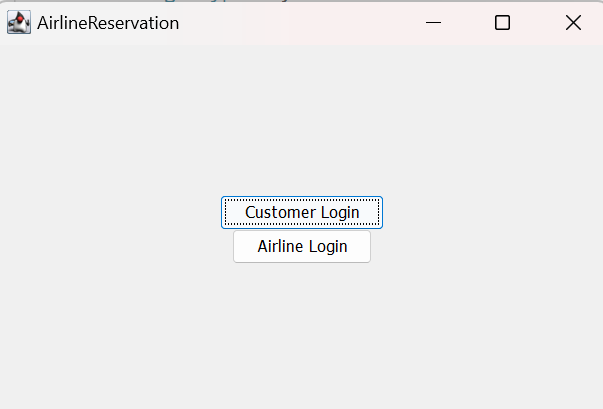 AirlineReservation
Customer Login
Airline Login